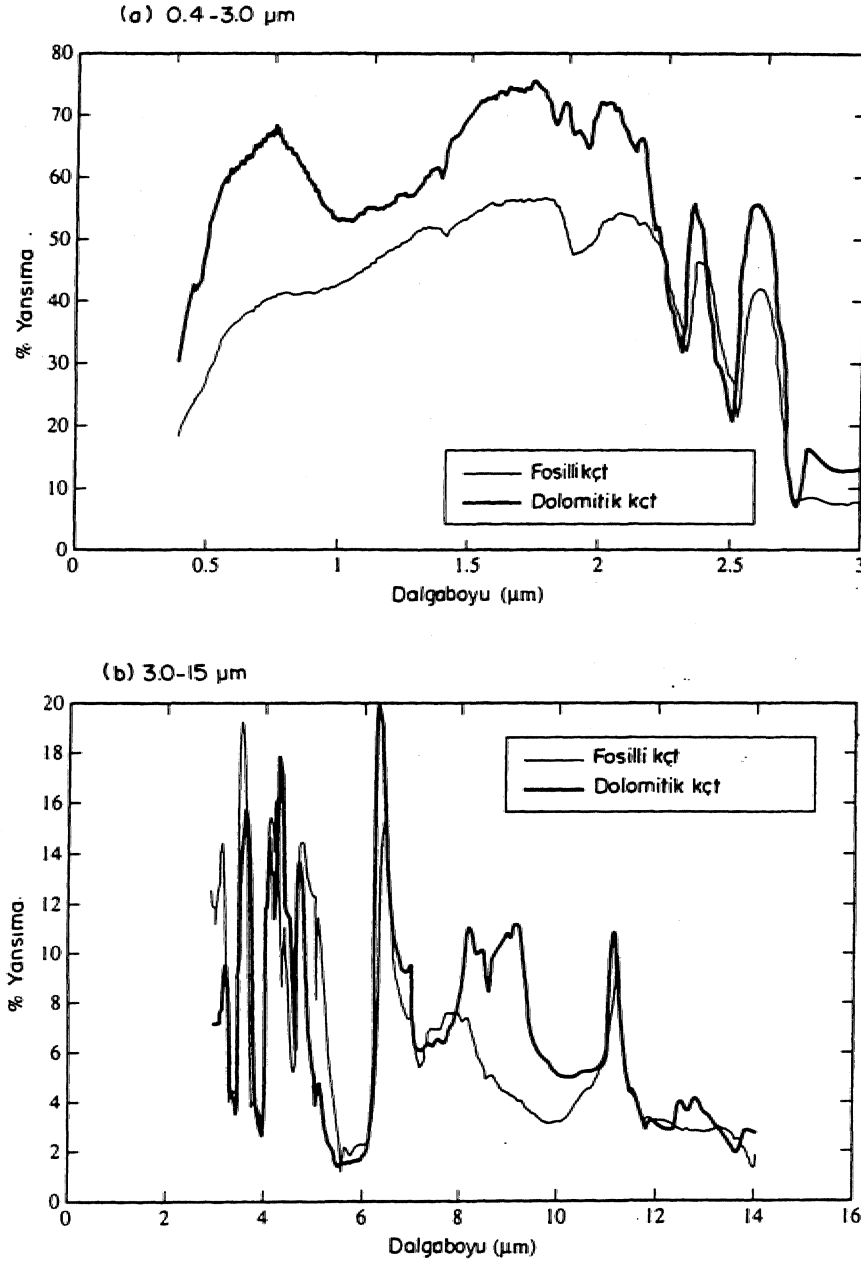 (a) 0.4-3.0 µm
80
70
60
50
40
30
20
10
0
% Yansıma.
Fosilli kçt
Dolomitik kçt
0 0.5 1 1.5 2 2.5 3
Dalgaboyu (µm)
(b) 3.0-15 µm
20
18
16
14
12
10
8
6
4
2
0
% Yansıma.
Fosilli kçt
Dolomitik kçt
0 2 4 6 8 10 12 14 16
Dalgaboyu (µm)